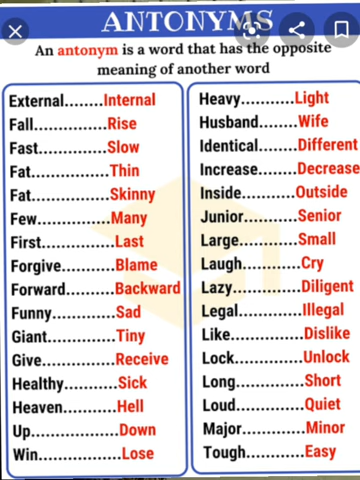 ANTONYMS
An antonym is a word that has the opposite
meaning of another word
External........Internal
Fall...............Rise
Fast..............Slow
Fat................Thin
Fat................Skinny
Few...............Many
First...............Last
Forgive...........Blame
Forward..........Backward
Funny............Sad
Giant..............Tiny
Give...............Receive
Healthy...........Sick
Heaven...........Hell
Up..................Down
Win.................Lose
Heavy...........Light
Husband........Wife
Identical........Different
Increase........Decrease
Inside...........Outside
Junior...........Senior
Large............Small
Laugh............Cry
Lazy..............Diligent
Legal.............Illegal
Like...............Dislike
Lock..............Unlock
Long..............Short
Loud..............Quiet
Major............Minor
Tough............Easy